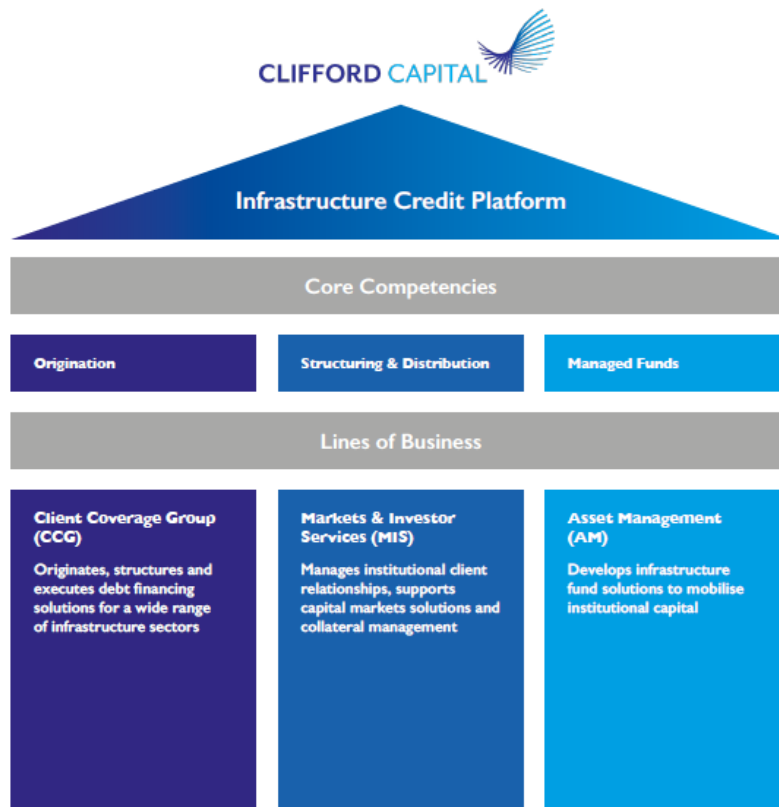 CLIFFORD CAPITAL
Infrastructure Credit Platform
Core Competencies
Origination
Structuring & Distribution
Managed Funds
Lines of Business
Client Coverage Group
(CCG)
Originates, structures and
executes debt financing
solutions for a wide range
of infrastructure sectors
Markets & Investor
Services (MIS)
Manages institutional client
relationships, supports
capital markets solutions and
collateral management
Asset Management
(AM)
Develops infrastructure
fund solutions to mobilise
institutional capital